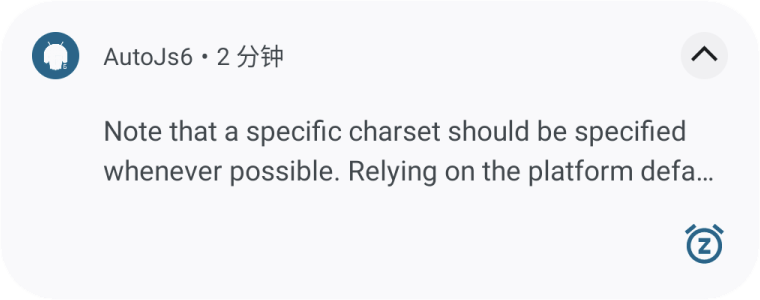 AutoJs6 • 2 分钟
Note that a specific charset should be specified
whenever possible. Relying on the platform defa…